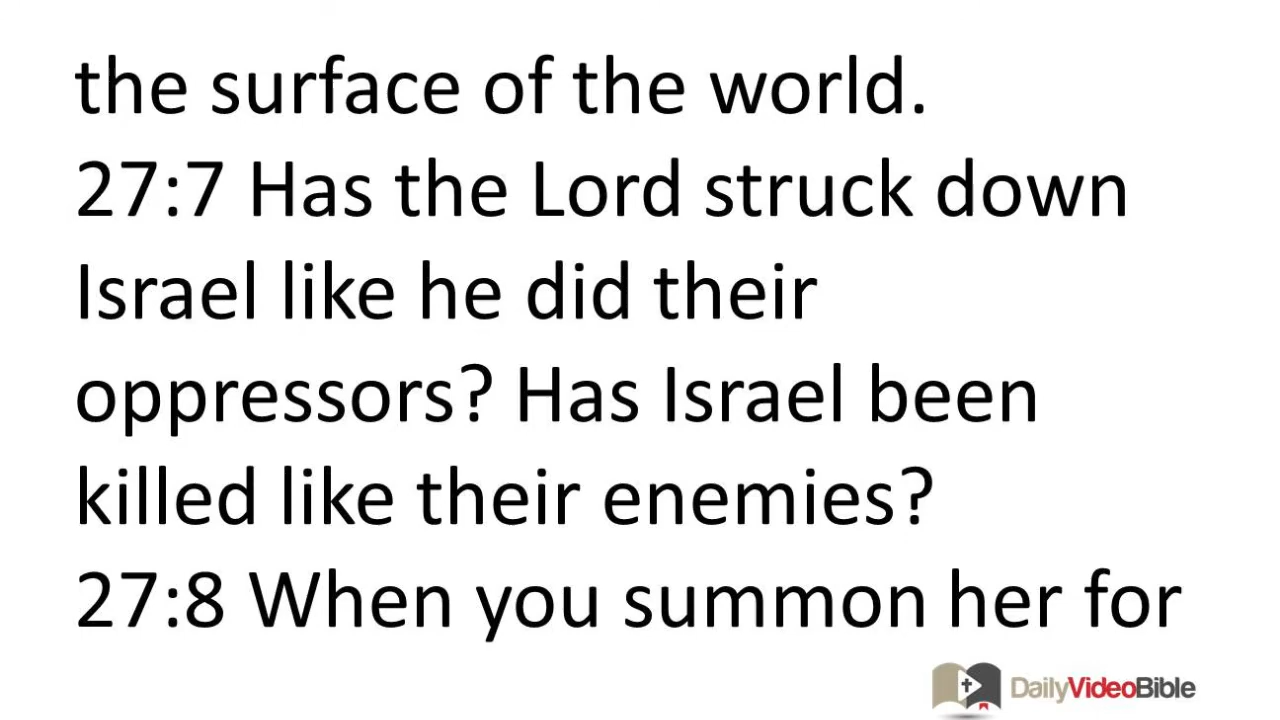 the surface of the world.
27:7 Has the Lord struck down
Israel like he did their
oppressors? Has Israel been
killed like their enemies?
27:8 When you summon her for
DailyVideoBible